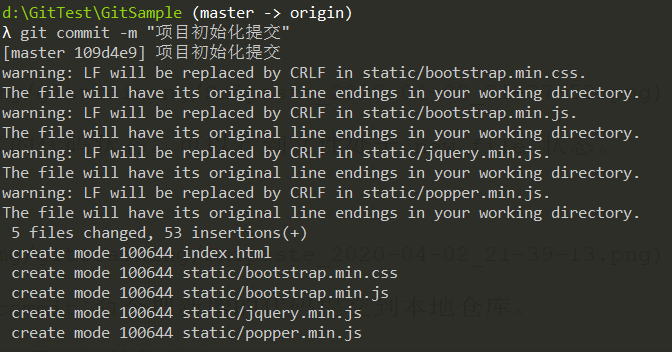 d:\GitTest\GitSample (master -> origin)
λ git commit -m "项目初始化提交"
[master 109d4e9] 项目初始化提交
warning: LF will be replaced by CRLF in static/bootstrap.min.css.
The file will have its original line endings in your working directory.
warning: LF will be replaced by CRLF in static/bootstrap.min.js.
The file will have its original line endings in your working directory.
warning: LF will be replaced by CRLF in static/jquery.min.js.
The file will have its original line endings in your working directory.
warning: LF will be replaced by CRLF in static/popper.min.js.
The file will have its original line endings in your working directory.
 5 files changed, 53 insertions(+)
 create mode 100644 index.html
 create mode 100644 static/bootstrap.min.css
 create mode 100644 static/bootstrap.min.js
 create mode 100644 static/jquery.min.js
 create mode 100644 static/popper.min.js